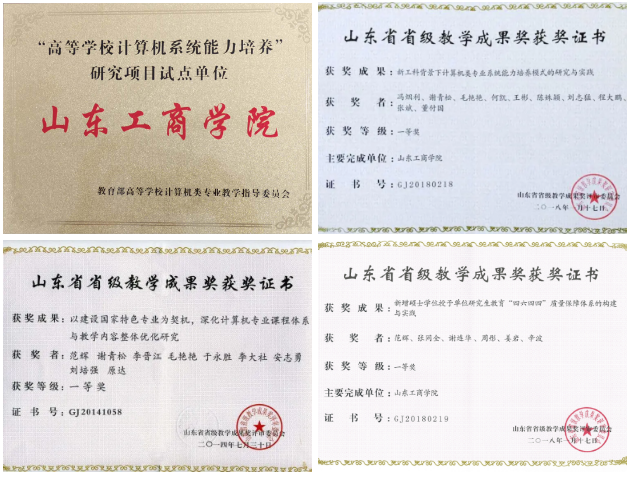 “高等学校计算机系统能力培养”
研究项目试点单位
山东工商学院
教育部高等学校计算机类专业教学指导委员会
山东省省级教学成果奖获奖证书
获奖成果：新工科背景下计算机类专业系统能力培养模式的研究与实践
获奖者：冯烟利、谢青松、毛艳艳、何阮、王彬、陈姝颖、刘志强、程大鹏、
张斌、董付国
获奖等级：一等奖
主要完成单位：山东工商学院
证书号：GJ20180218
山东省省级教学成果奖评审委员会
二〇一八年一月十七日
山东省省级教学成果奖获奖证书
获奖成果：以建设国家特色专业为契机，深化计算机专业课程体系
与教学内容整体优化研究
获奖者：范辉 谢青松 李晋江 毛艳艳 于永胜 李大社 安志勇
刘培强 原达
获奖等级：一等奖
证书号：GJ20141058
山东省省级教学成果奖评审委员会
二〇一四年七月三十日
山东省省级教学成果奖获奖证书
获奖成果：新增硕士学位授予单位研究生教育“四六四四”质量保障体系的构建
与实践
获奖者：范辉、张问全、谢连华、周彤、姜岩、辛波
获奖等级：一等奖
主要完成单位：山东工商学院
证书号：GJ20180219
山东省省级教学成果奖评审委员会
二〇一八年一月十七日